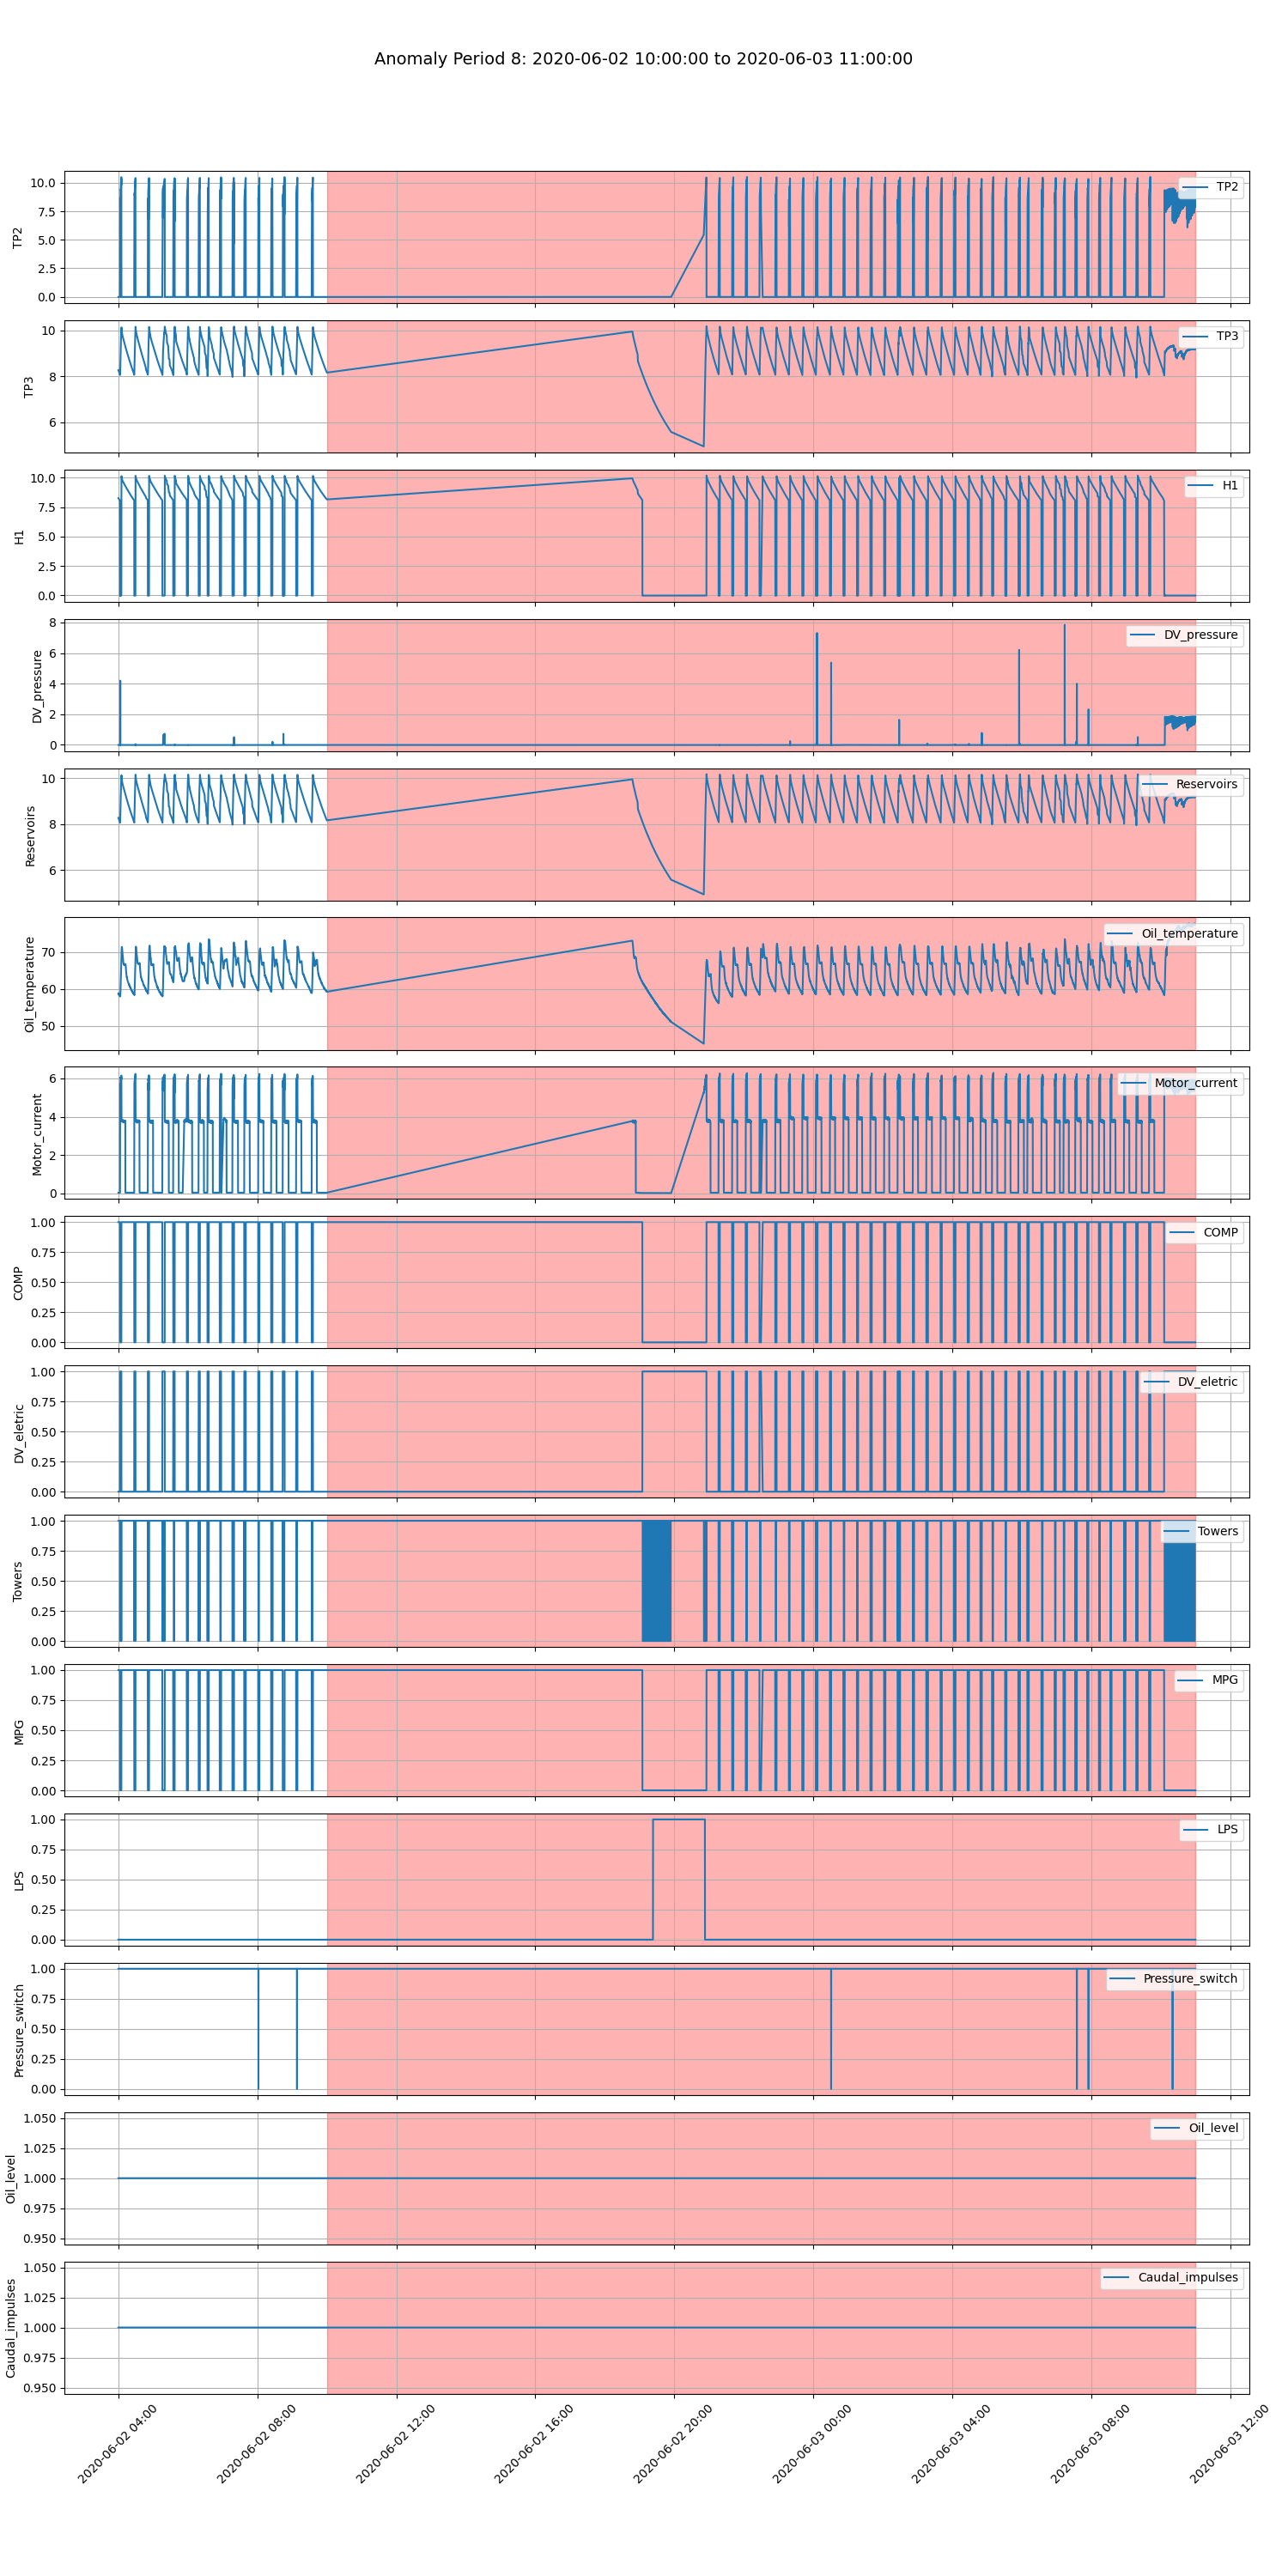 Anomaly Period 8: 2020-06-02 10:00:00 to 2020-06-03 11:00:00
TP2
10.0
7.5
5.0
2.5
0.0
TP2
TP3
10
8
6
TP3
H1
10.0
7.5
5.0
2.5
0.0
H1
DV_pressure
8
6
4
2
0
DV_pressure
Reservoirs
10
8
6
Reservoirs
Oil_temperature
70
60
50
Oil_temperature
Motor_current
6
4
2
0
Motor_current
COMP
1.00
0.75
0.50
0.25
0.00
COMP
DV_eletric
1.00
0.75
0.50
0.25
0.00
DV_eletric
Towers
1.00
0.75
0.50
0.25
0.00
Towers
MPG
1.00
0.75
0.50
0.25
0.00
MPG
LPS
1.00
0.75
0.50
0.25
0.00
LPS
Pressure_switch
1.00
0.75
0.50
0.25
0.00
Pressure_switch
Oil_level
1.050
1.025
1.000
0.975
0.950
Oil_level
Caudal_impulses
1.050
1.025
1.000
0.975
0.950
Caudal_impulses
2020-06-02 04:00
2020-06-02 08:00
2020-06-02 12:00
2020-06-02 16:00
2020-06-02 20:00
2020-06-03 00:00
2020-06-03 04:00
2020-06-03 08:00
2020-06-03 12:00